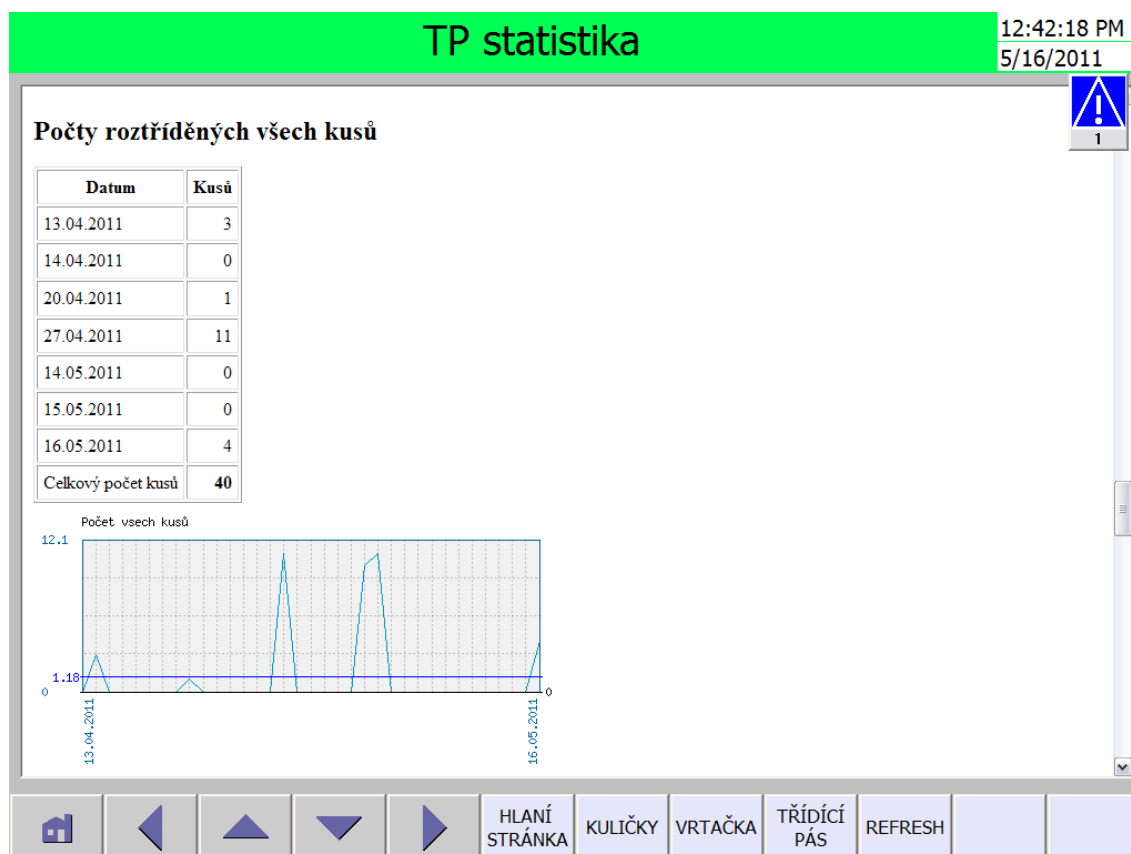 TP statistika
12:42:18 PM
5/16/2011
1
Počty roztříděných všech kusů
Datum Kusů
13.04.2011 3
14.04.2011 0
20.04.2011 1
27.04.2011 11
14.05.2011 0
15.05.2011 0
16.05.2011 4
Celkový počet kusů 40
Počet vsech kusů
12.1
1.18
0
0
13.04.2011
16.05.2011
HLANÍ
STRÁNKA
KULIČKY
VRTAČKA
TŘÍDÍCÍ
PÁS
REFRESH